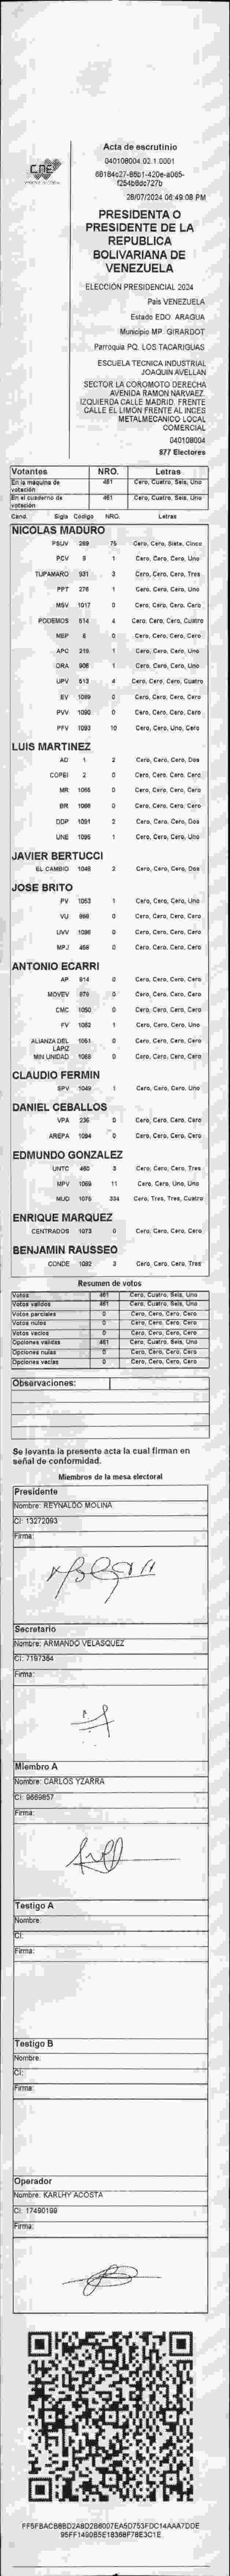 CNE
Acta de escrutinio
040108004.02.1.0001
28/07/2024 06:49:08 PM
PRESIDENTA O
PRESIDENTE DE LA
REPUBLICA
BOLIVARIANA DE
VENEZUELA
ELECCIÓN PRESIDENCIAL 2024
País VENEZUELA
Estado EDO. ARAGUA
Municipio MP. GIRARDOT
Parroquia PQ. LOS TACARIGUAS
ESCUELA TECNICA INDUSTRIAL
JOAQUIN AVELLAN
SECTOR LA COROMOTO DERECHA
AVENIDA RAMON NARVAEZ.
IZQUIERDA CALLE MADRID. FRENTE
CALLE EL LIMON FRENTE AL INCES
METALMECANICO LOCAL
COMERCIAL
040108004
877 Electores
Votantes NRO. Letras
En la máquina de votación 461 Cero, Cuatro, Seis, Uno
En el cuaderno de votación 461 Cero, Cuatro, Seis, Uno
Cand. Sigla Código NRO. Letras
NICOLAS MADURO
PSUV 269 75 Cero, Cero, Siete, Cinco
PCV 9 1 Cero, Cero, Cero, Uno
TUPAMARO 931 3 Cero, Cero, Cero, Tres
PPT 276 1 Cero, Cero, Cero, Uno
MSV 1017 0 Cero, Cero, Cero, Cero
PODEMOS 514 4 Cero, Cero, Cero, Cuatro
MEP 8 0 Cero, Cero, Cero, Cero
APC 219 1 Cero, Cero, Cero, Uno
ORA 908 1 Cero, Cero, Cero, Uno
UPV 513 4 Cero, Cero, Cero, Cuatro
EV 1089 0 Cero, Cero, Cero, Cero
PVV 1090 0 Cero, Cero, Cero, Cero
PFV 1093 10 Cero, Cero, Uno, Cero
LUIS MARTINEZ
AD 1 2 Cero, Cero, Cero, Dos
COPEI 2 0 Cero, Cero, Cero, Cero
MR 1065 0 Cero, Cero, Cero, Cero
BR 1066 0 Cero, Cero, Cero, Cero
DDP 1091 2 Cero, Cero, Cero, Dos
UNE 1095 1 Cero, Cero, Cero, Uno
JAVIER BERTUCCI
EL CAMBIO 1048 2 Cero, Cero, Cero, Dos
JOSE BRITO
PV 1053 1 Cero, Cero, Cero, Uno
VU 998 0 Cero, Cero, Cero, Cero
UVV 1096 0 Cero, Cero, Cero, Cero
MPJ 468 0 Cero, Cero, Cero, Cero
ANTONIO ECARRI
AP 914 0 Cero, Cero, Cero, Cero
MOVEV 979 0 Cero, Cero, Cero, Cero
CMC 1050 0 Cero, Cero, Cero, Cero
FV 1082 1 Cero, Cero, Cero, Uno
ALIANZA DEL LAPIZ 1051 0 Cero, Cero, Cero, Cero
MIN UNIDAD 1068 0 Cero, Cero, Cero, Cero
CLAUDIO FERMIN
SPV 1049 1 Cero, Cero, Cero, Uno
DANIEL CEBALLOS
VPA 236 0 Cero, Cero, Cero, Cero
AREPA 1094 0 Cero, Cero, Cero, Cero
EDMUNDO GONZALEZ
UNTC 460 3 Cero, Cero, Cero, Tres
MPV 1069 11 Cero, Cero, Uno, Uno
MUD 1076 334 Cero, Tres, Tres, Cuatro
ENRIQUE MARQUEZ
CENTRADOS 1073 0 Cero, Cero, Cero, Cero
BENJAMIN RAUSSEO
CONDE 1092 3 Cero, Cero, Cero, Tres
Resumen de votos
Votos 461 Cero, Cuatro, Seis, Uno
Votos validos 461 Cero, Cuatro, Seis, Uno
Votos parciales 0 Cero, Cero, Cero, Cero
Votos nulos 0 Cero, Cero, Cero, Cero
Votos vacios 0 Cero, Cero, Cero, Cero
Opciones validas 461 Cero, Cuatro, Seis, Uno
Opciones nulas 0 Cero, Cero, Cero, Cero
Opciones vacias 0 Cero, Cero, Cero, Cero
Observaciones:
Se levanta la presente acta la cual firman en
señal de conformidad.
Miembros de la mesa electoral
Presidente
Nombre: REYNALDO MOLINA
CI: 13272093
Firma:
Secretario
Nombre: ARMANDO VELASQUEZ
CI: 7197364
Firma:
Miembro A
Nombre: CARLOS YZARRA
CI: 9669857
Firma:
Testigo A
Nombre:
CI:
Firma:
Testigo B
Nombre:
CI:
Firma:
Operador
Nombre: KARLHY ACOSTA
CI: 17490199
Firma: